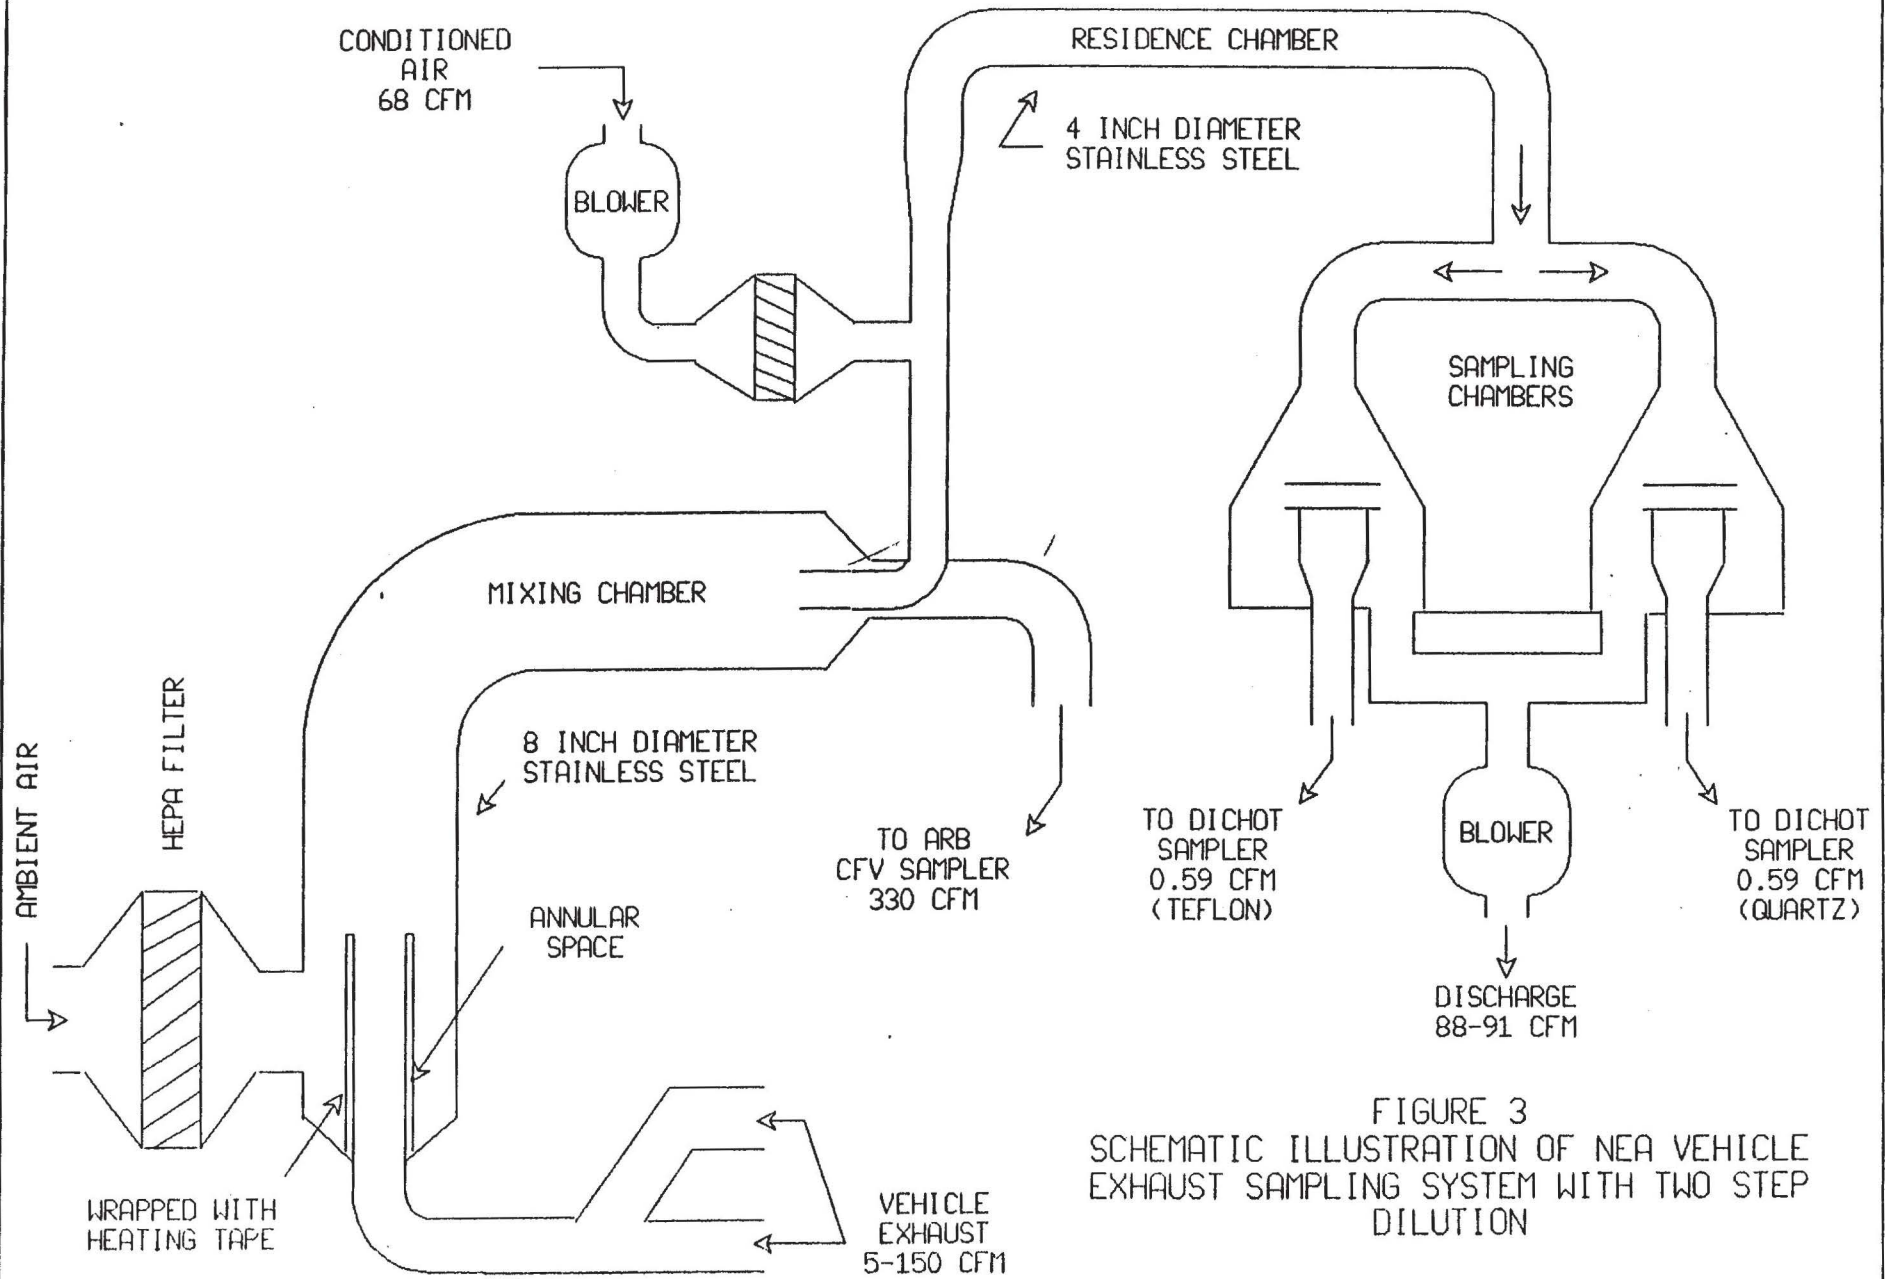 CONDITIONED
AIR
68 CFM
BLOWER
RESIDENCE CHAMBER
4 INCH DIAMETER
STAINLESS STEEL
SAMPLING
CHAMBERS
MIXING CHAMBER
8 INCH DIAMETER
STAINLESS STEEL
AMBIENT AIR
HEPA FILTER
ANNULAR
SPACE
TO ARB
CFV SAMPLER
330 CFM
TO DICHOT
SAMPLER
0.59 CFM
(TEFLON)
BLOWER
TO DICHOT
SAMPLER
0.59 CFM
(QUARTZ)
DISCHARGE
88-91 CFM
WRAPPED WITH
HEATING TAPE
VEHICLE
EXHAUST
5-150 CFM
FIGURE 3
SCHEMATIC ILLUSTRATION OF NEA VEHICLE
EXHAUST SAMPLING SYSTEM WITH TWO STEP
DILUTION